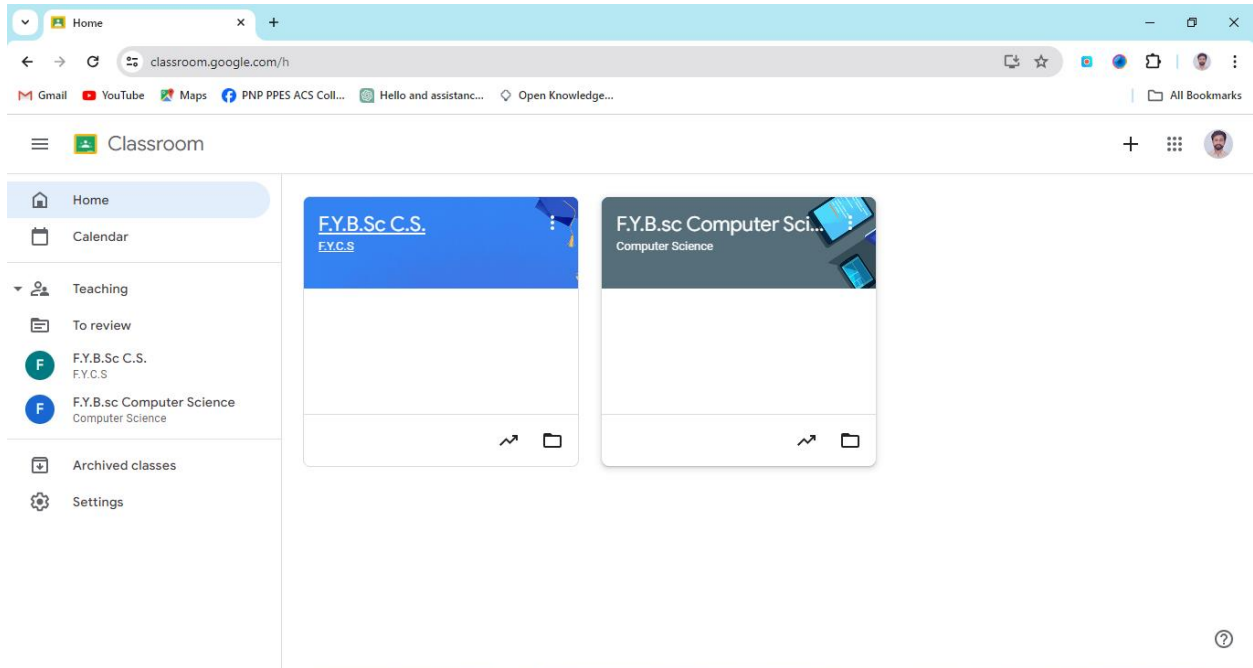 Home
classroom.google.com/h
Gmail YouTube Maps PNP PPES ACS Coll... Hello and assistanc... Open Knowledge... All Bookmarks
Classroom
Home
Calendar
Teaching
To review
F
F.Y.B.Sc C.S.
F.Y.C.S
F
F.Y.B.sc Computer Science
Computer Science
Archived classes
Settings
F.Y.B.Sc C.S.
F.Y.C.S
F.Y.B.sc Computer Sci...
Computer Science